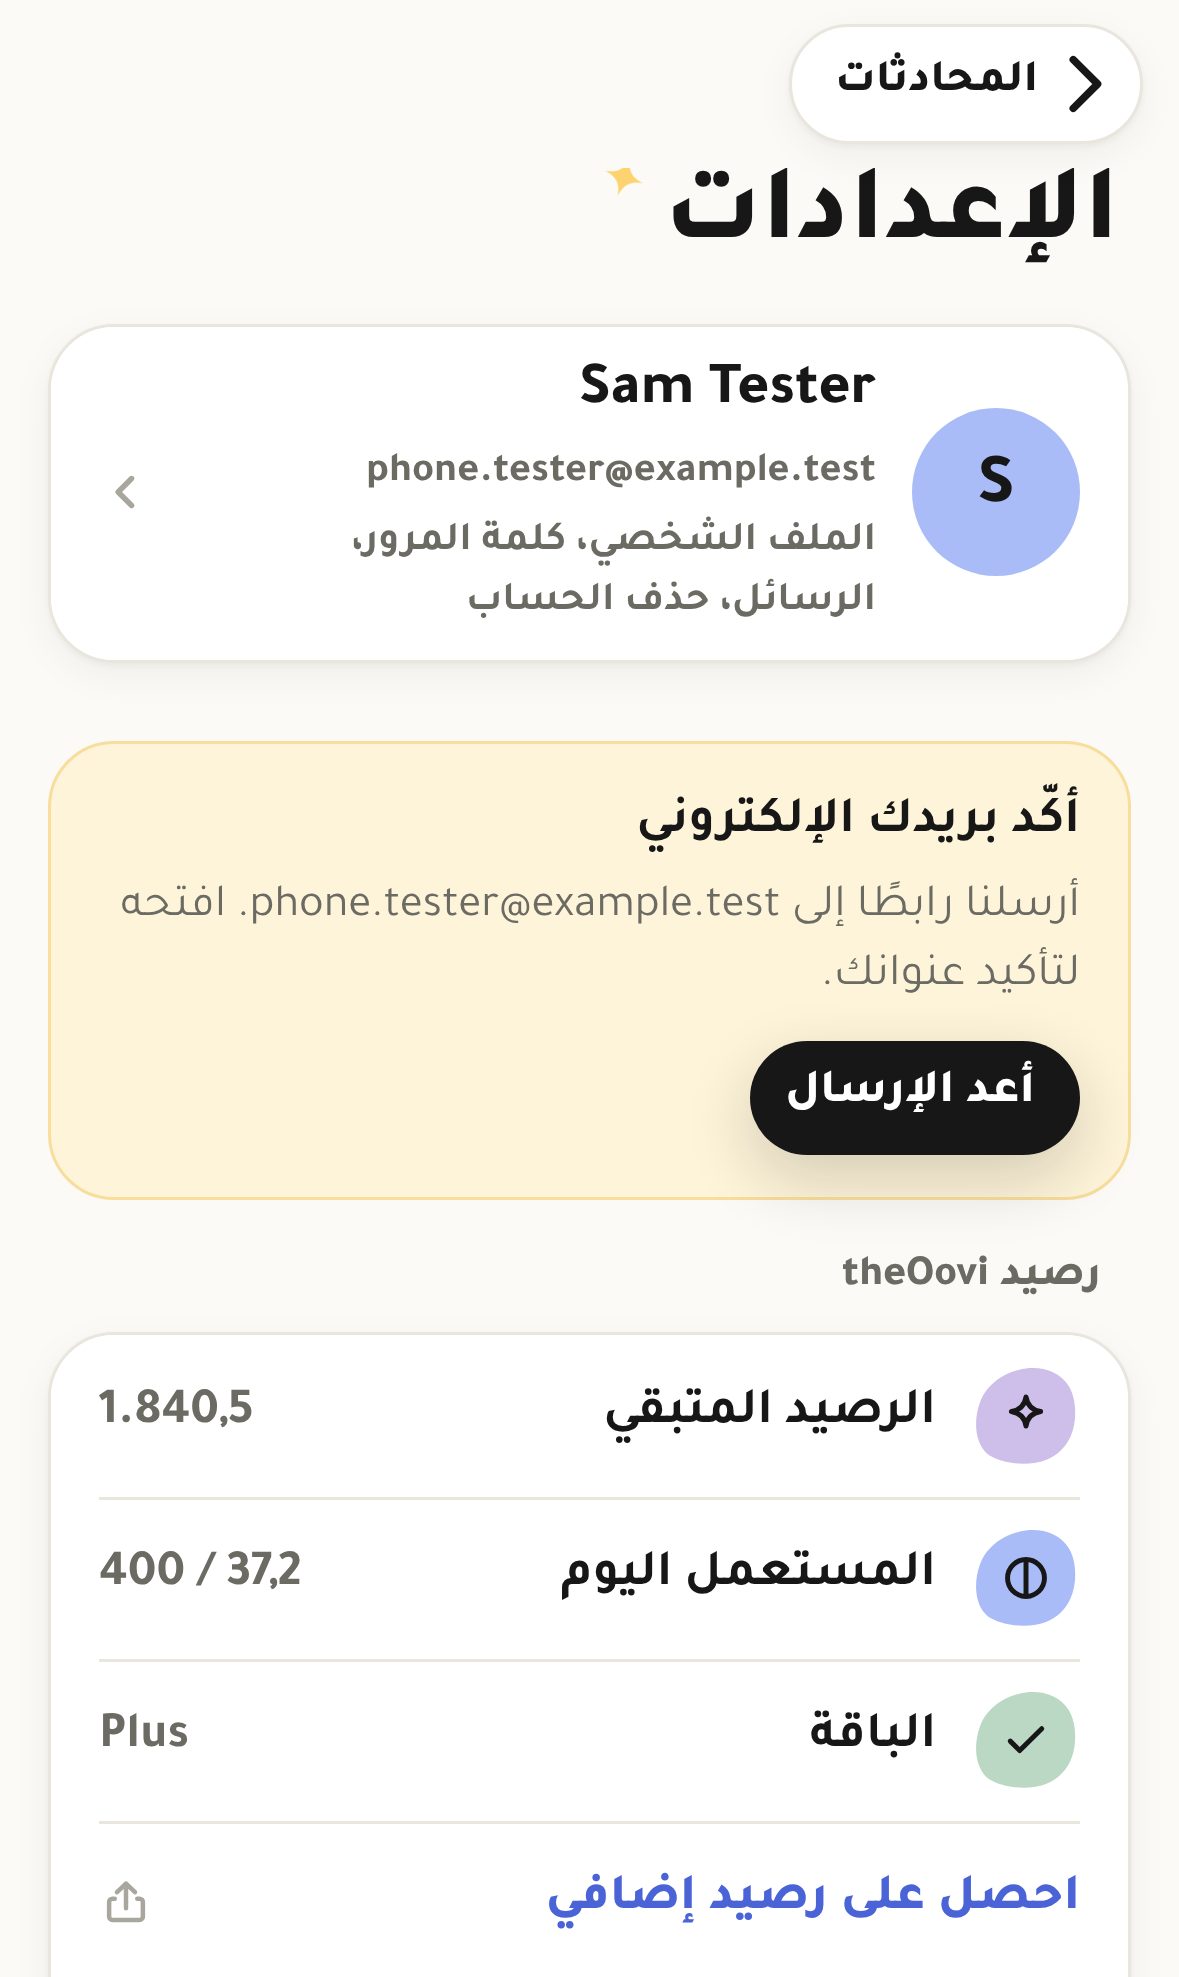 المحادثات
الإعدادات
Sam Tester
S
phone.tester@example.test
الملف الشخصي، كلمة المرور،
الرسائل، حذف الحساب
أكّد بريدك الإلكتروني
أرسلنا رابطًا إلى phone.tester@example.test. افتحه
لتأكيد عنوانك.
أعد الإرسال
رصيد theOovi
الرصيد المتبقي 1.840,5
المستعمل اليوم 37,2 / 400
الباقة Plus
احصل على رصيد إضافي